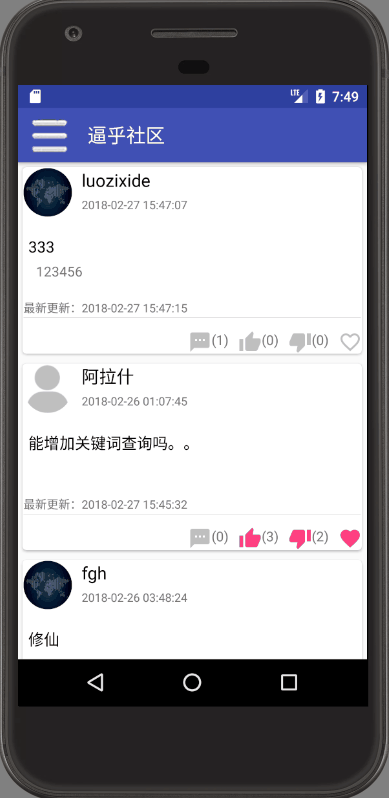 LTE 7:49
逼乎社区
luozixide
2018-02-27 15:47:07
333
123456
最新更新：2018-02-27 15:47:15
(1) (0) (0)
阿拉什
2018-02-26 01:07:45
能增加关键词查询吗。。
最新更新：2018-02-27 15:45:32
(0) (3) (2)
fgh
2018-02-26 03:48:24
修仙